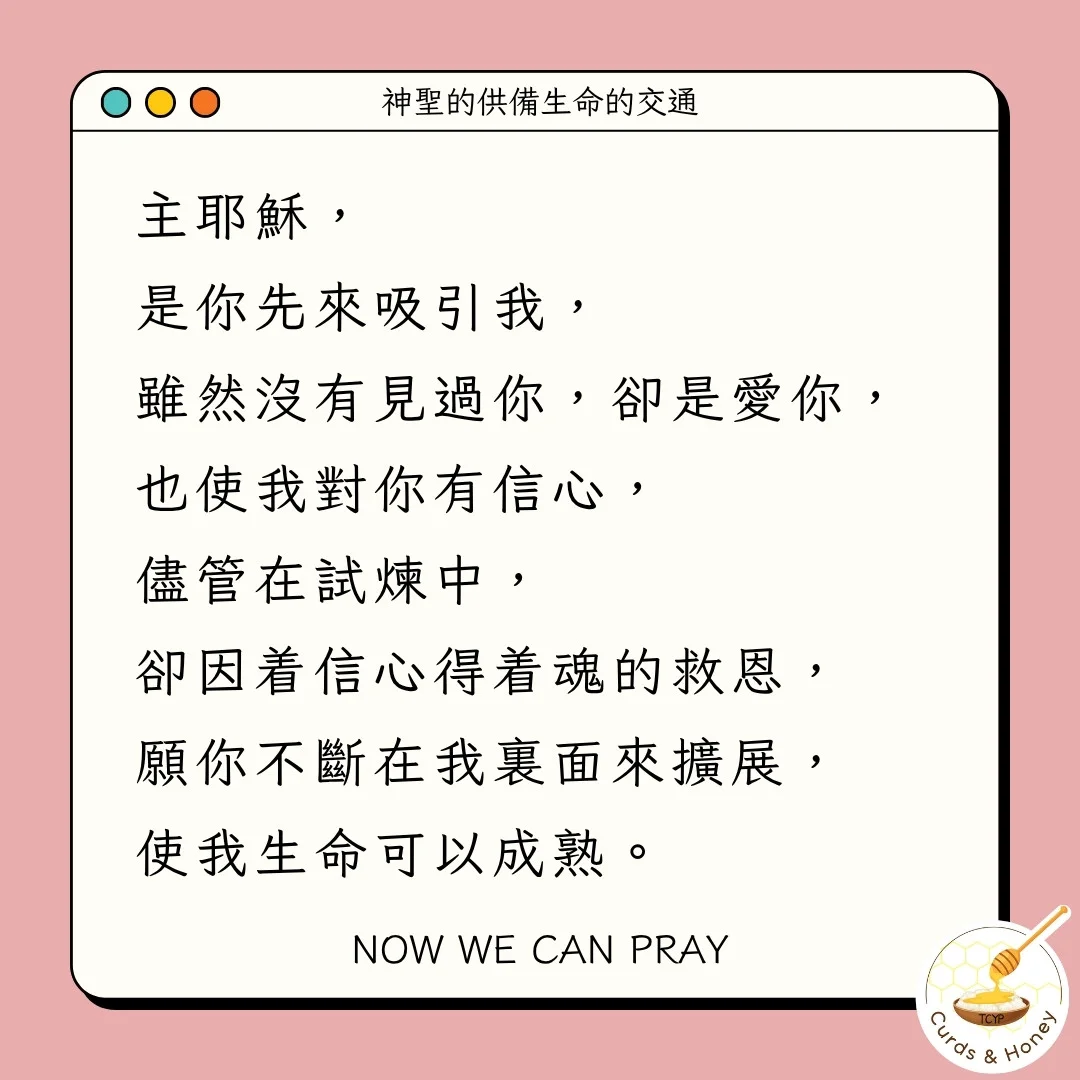 神聖的供備生命的交通
主耶穌，
是你先來吸引我，
雖然沒有見過你，卻是愛你，
也使我對你有信心，
儘管在試煉中，
卻因着信心得着魂的救恩，
願你不斷在我裏面來擴展，
使我生命可以成熟。
NOW WE CAN PRAY
TCYP
Curds & Honey